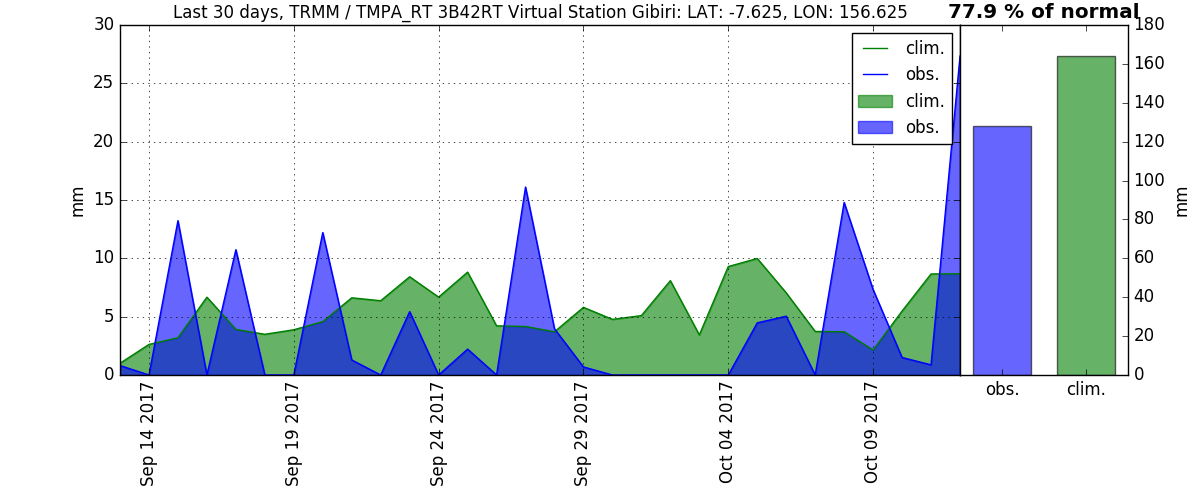 Last 30 days, TRMM / TMPA_RT 3B42RT Virtual Station Gibiri: LAT: -7.625, LON: 156.625
77.9 % of normal
30
25
20
15
10
5
0
mm
clim.
obs.
clim.
obs.
Sep 14 2017
Sep 19 2017
Sep 24 2017
Sep 29 2017
Oct 04 2017
Oct 09 2017
180
160
140
120
100
80
60
40
20
0
mm
obs.
clim.